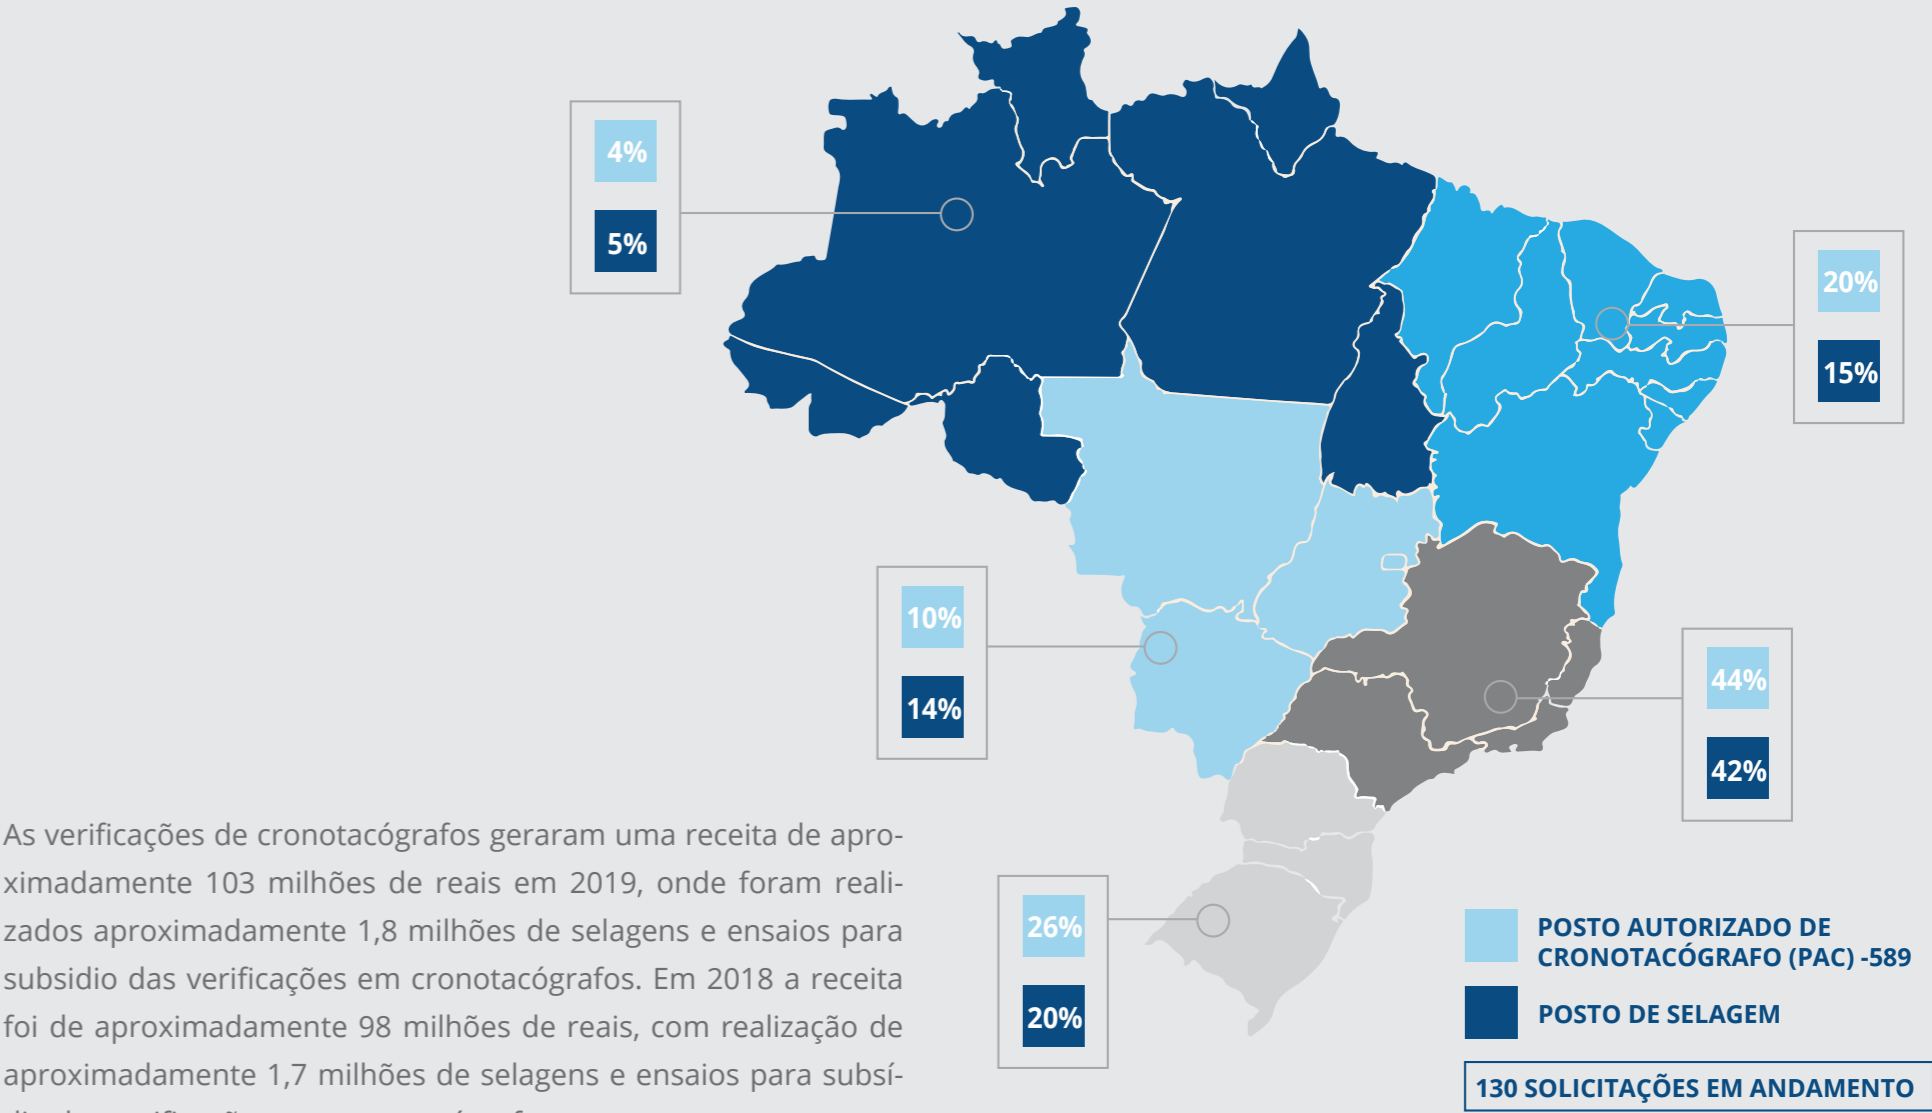 4%
5%
20%
15%
10%
14%
44%
42%
26%
20%
As verificações de cronotacógrafos geraram uma receita de apro-
ximadamente 103 milhões de reais em 2019, onde foram reali-
zados aproximadamente 1,8 milhões de selagens e ensaios para
subsidio das verificações em cronotacógrafos. Em 2018 a receita
foi de aproximadamente 98 milhões de reais, com realização de
aproximadamente 1,7 milhões de selagens e ensaios para subsí-
POSTO AUTORIZADO DE
CRONOTACÓGRAFO (PAC) -589
POSTO DE SELAGEM
130 SOLICITAÇÕES EM ANDAMENTO